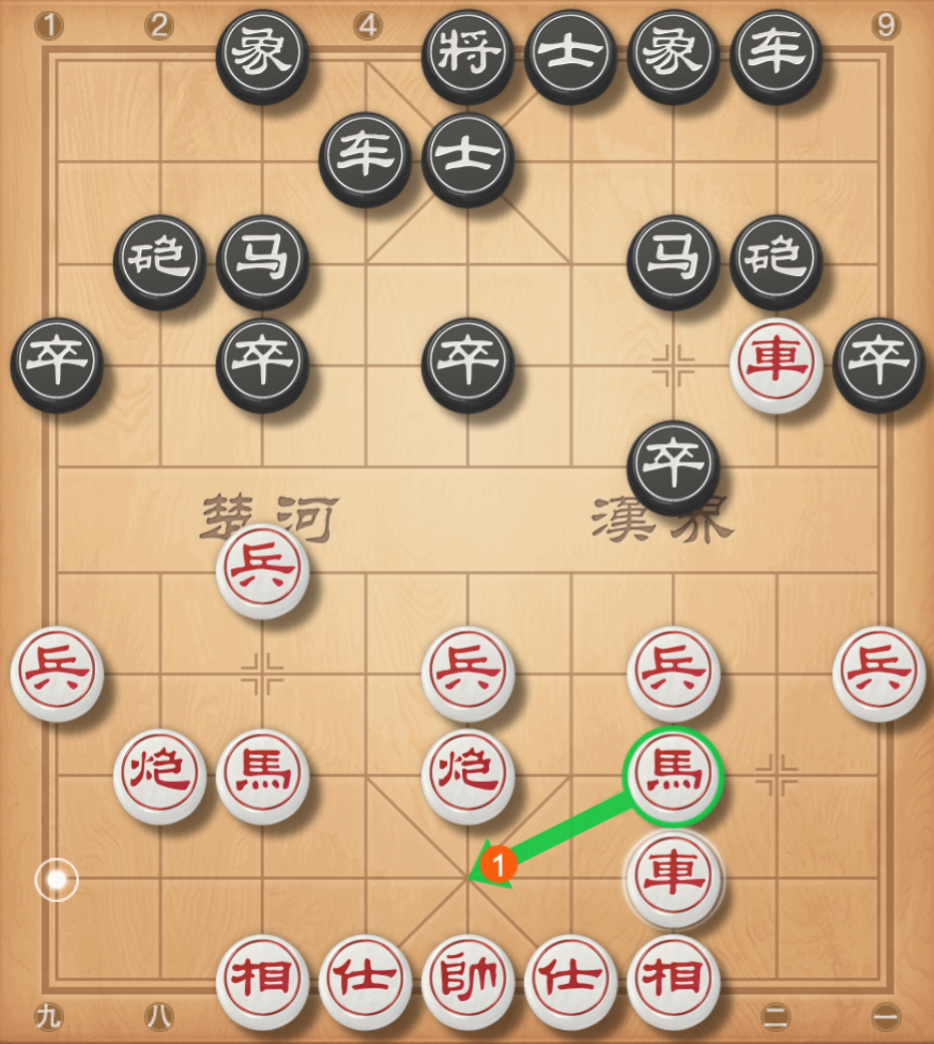 1 2 象 4 將 士 象 车 9
车 士
砲 马 马 砲
卒 卒 卒 車 卒
卒
楚河 漢界
兵
兵 兵 兵 兵
炮 馬 炮 馬
1 車
相 仕 帥 仕 相
九 八 二 一